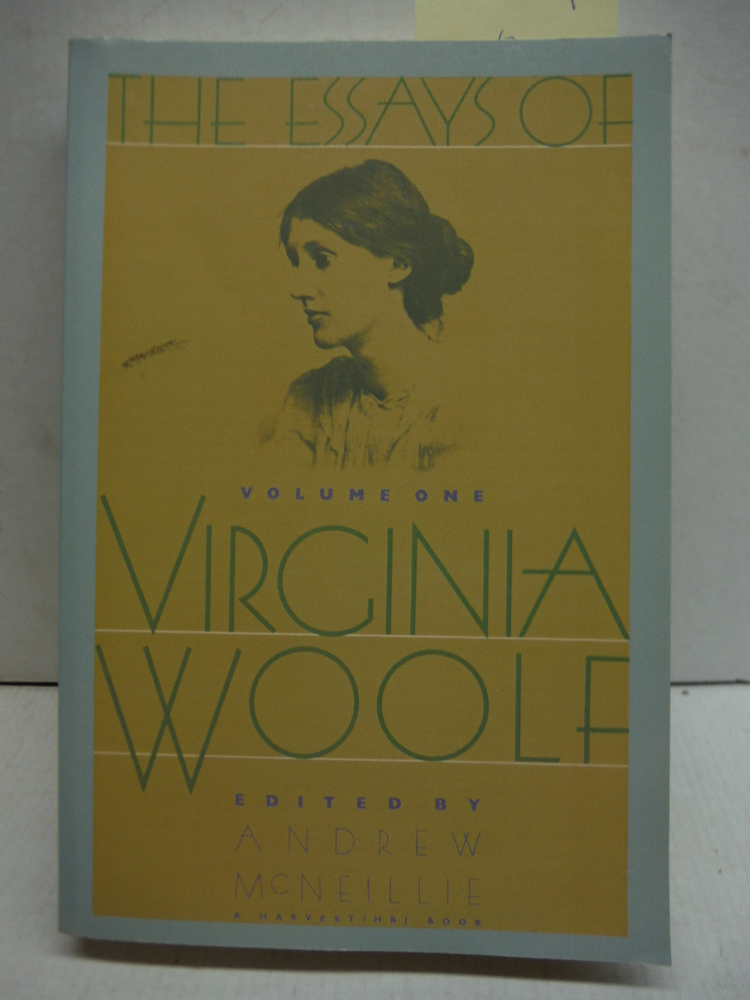 THE ESSAYS OF
VOLUME ONE
VIRGINIA
WOOLF
EDITED BY
ANDREW
MCNEILLIE
A HARVEST/HBJ BOOK